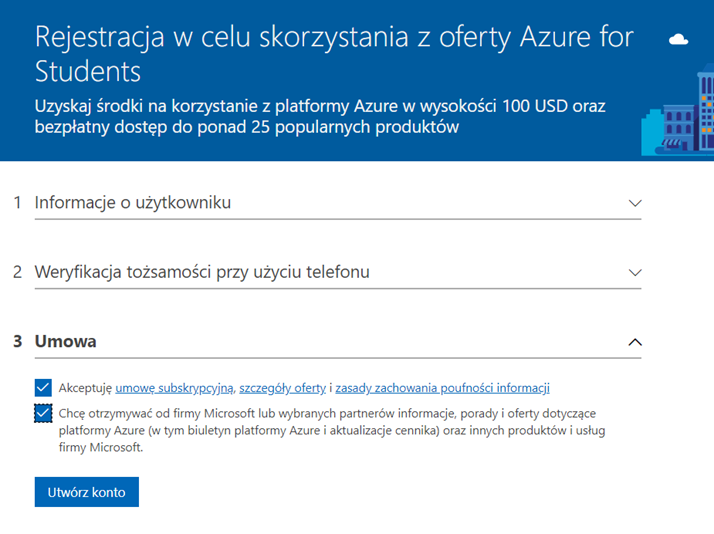 Rejestracja w celu skorzystania z oferty Azure for
Students
Uzyskaj środki na korzystanie z platformy Azure w wysokości 100 USD oraz
bezpłatny dostęp do ponad 25 popularnych produktów
1 Informacje o użytkowniku
2 Weryfikacja tożsamości przy użyciu telefonu
3 Umowa
Akceptuję umowę subskrypcyjną, szczegóły oferty i zasady zachowania poufności informacji
Chcę otrzymywać od firmy Microsoft lub wybranych partnerów informacje, porady i oferty dotyczące
platformy Azure (w tym biuletyn platformy Azure i aktualizacje cennika) oraz innych produktów i usług
firmy Microsoft.
Utwórz konto